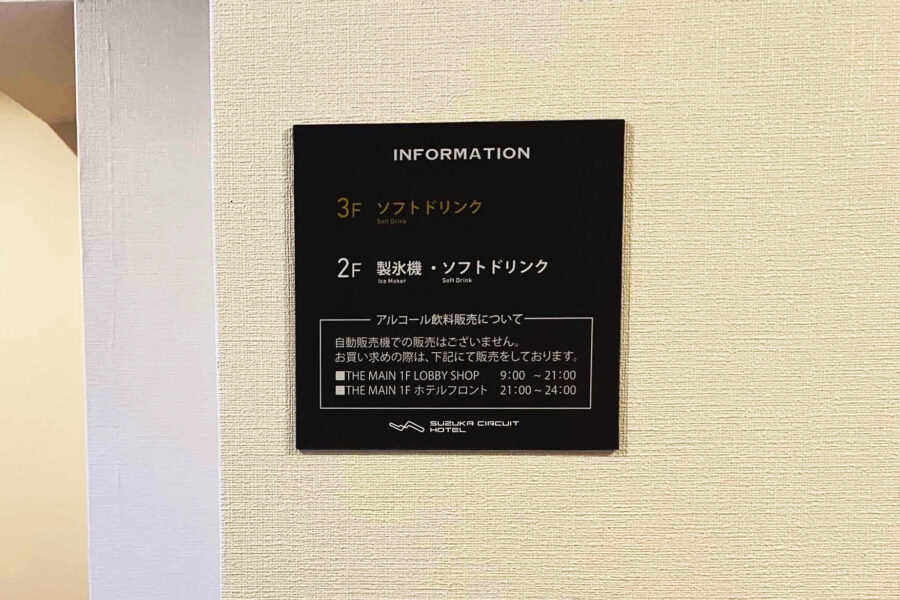 INFORMATION
3F ソフトドリンク
Soft Drink
2F 製氷機・ソフトドリンク
Ice Maker Soft Drink
アルコール飲料販売について
自動販売機での販売はございません。
お買い求めの際は、下記にて販売をしております。
■THE MAIN 1F LOBBY SHOP 9:00 ~21:00
■THE MAIN 1F ホテルフロント 21:00~24:00
SUZUKA CIRCUIT
HOTEL